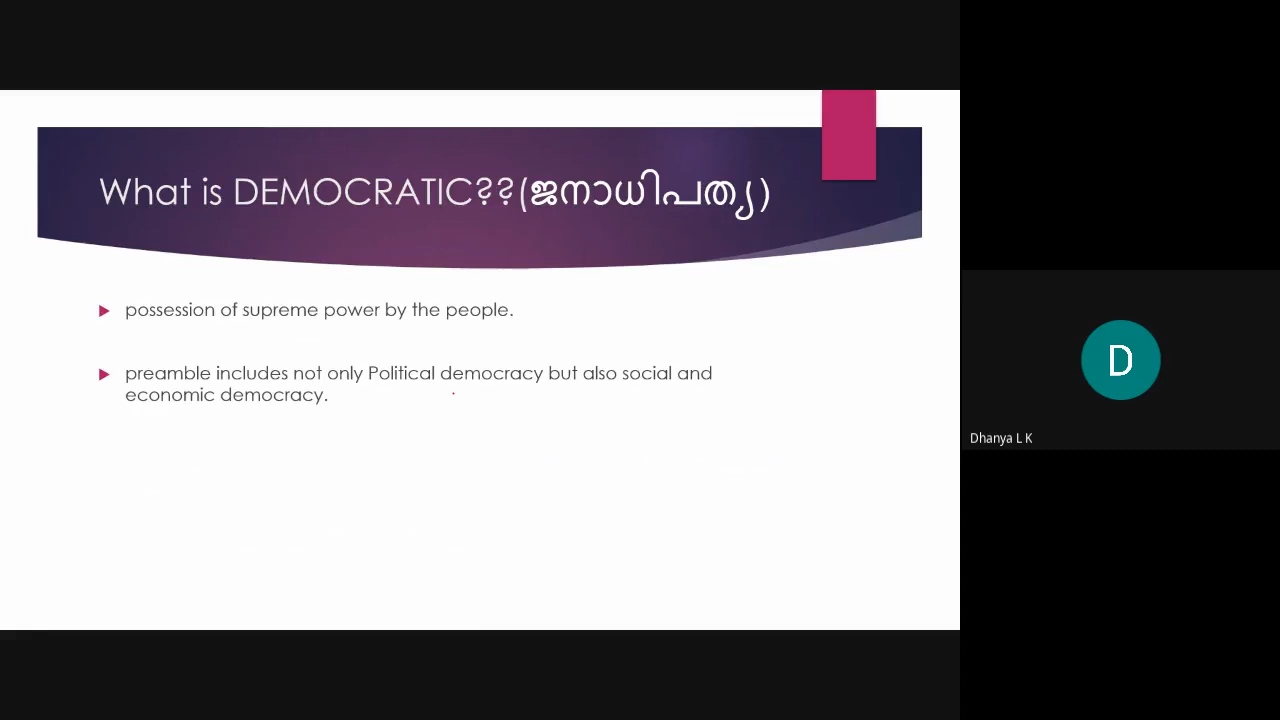 What is DEMOCRATIC??(ജനാധിപത്യ)
possession of supreme power by the people.
preamble includes not only Political democracy but also social and
economic democracy.
D
Dhanya L K